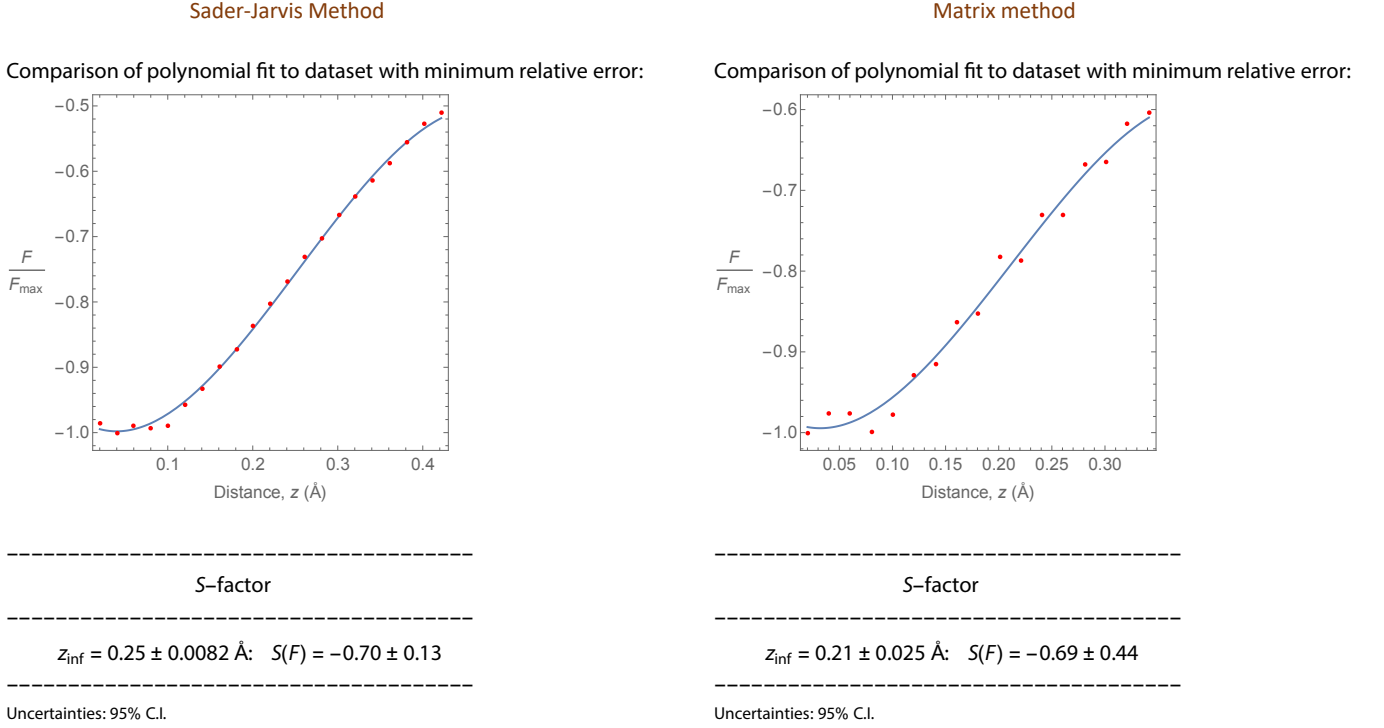 Sader-Jarvis Method
Comparison of polynomial fit to dataset with minimum relative error:
−0.5
−0.6
−0.7
−0.8
−0.9
−1.0
F
Fmax
0.1 0.2 0.3 0.4
Distance, z (Å)
S−factor
zinf = 0.25 ± 0.0082 Å: S(F) = −0.70 ± 0.13
Uncertainties: 95% C.I.
Matrix method
Comparison of polynomial fit to dataset with minimum relative error:
−0.6
−0.7
−0.8
−0.9
−1.0
F
Fmax
0.05 0.10 0.15 0.20 0.25 0.30
Distance, z (Å)
S−factor
zinf = 0.21 ± 0.025 Å: S(F) = −0.69 ± 0.44
Uncertainties: 95% C.I.